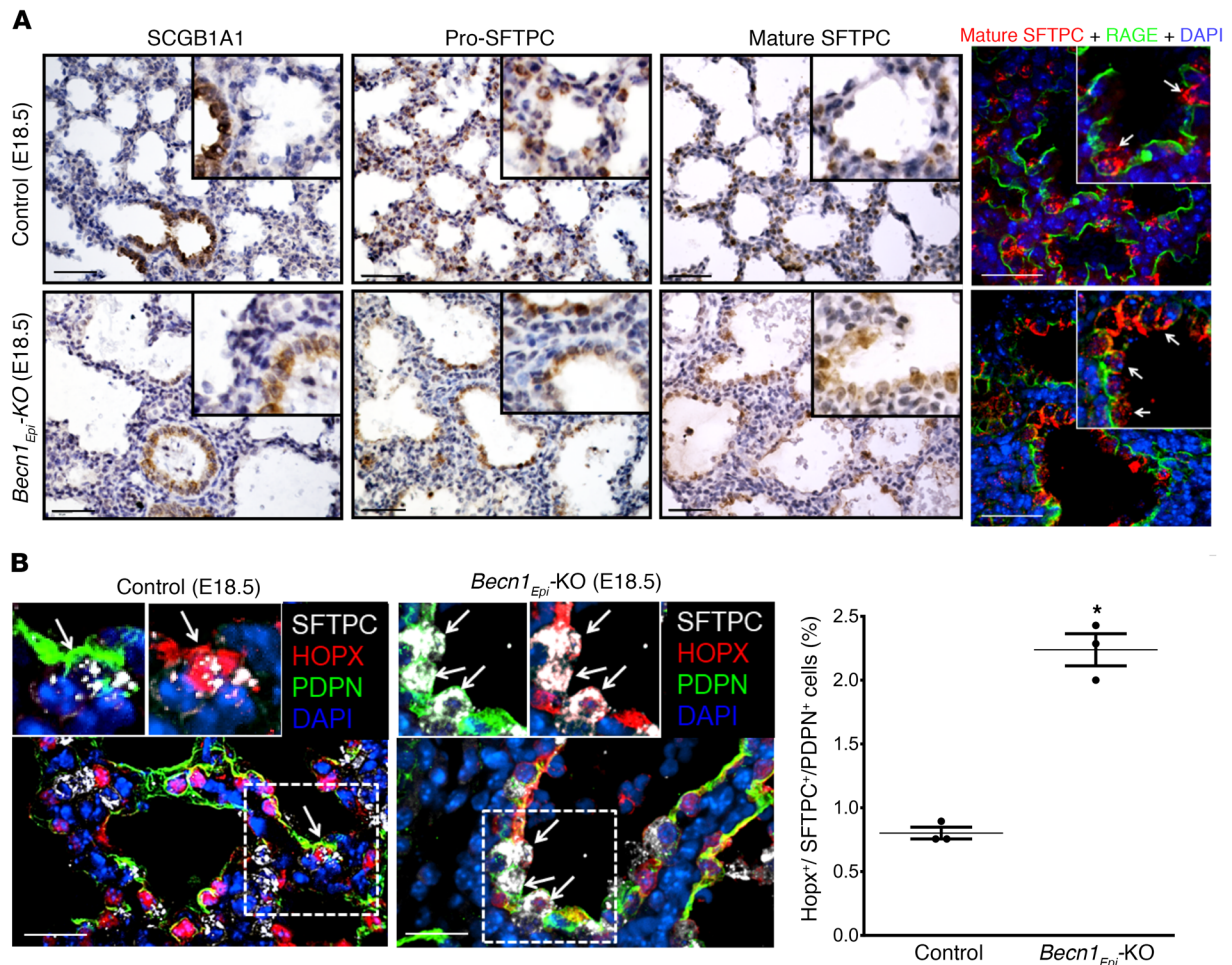 A
SCGB1A1
Pro-SFTPC
Mature SFTPC
Mature SFTPC + RAGE + DAPI
Control (E18.5)
Becn1Epi-KO (E18.5)
B
Control (E18.5)
Becn1Epi-KO (E18.5)
SFTPC
HOPX
PDPN
DAPI
SFTPC
HOPX
PDPN
DAPI
Hopx+/ SFTPC+/PDPN+ cells (%)
2.5
2.0
1.5
1.0
0.5
0.0
*
Control
Becn1Epi-KO